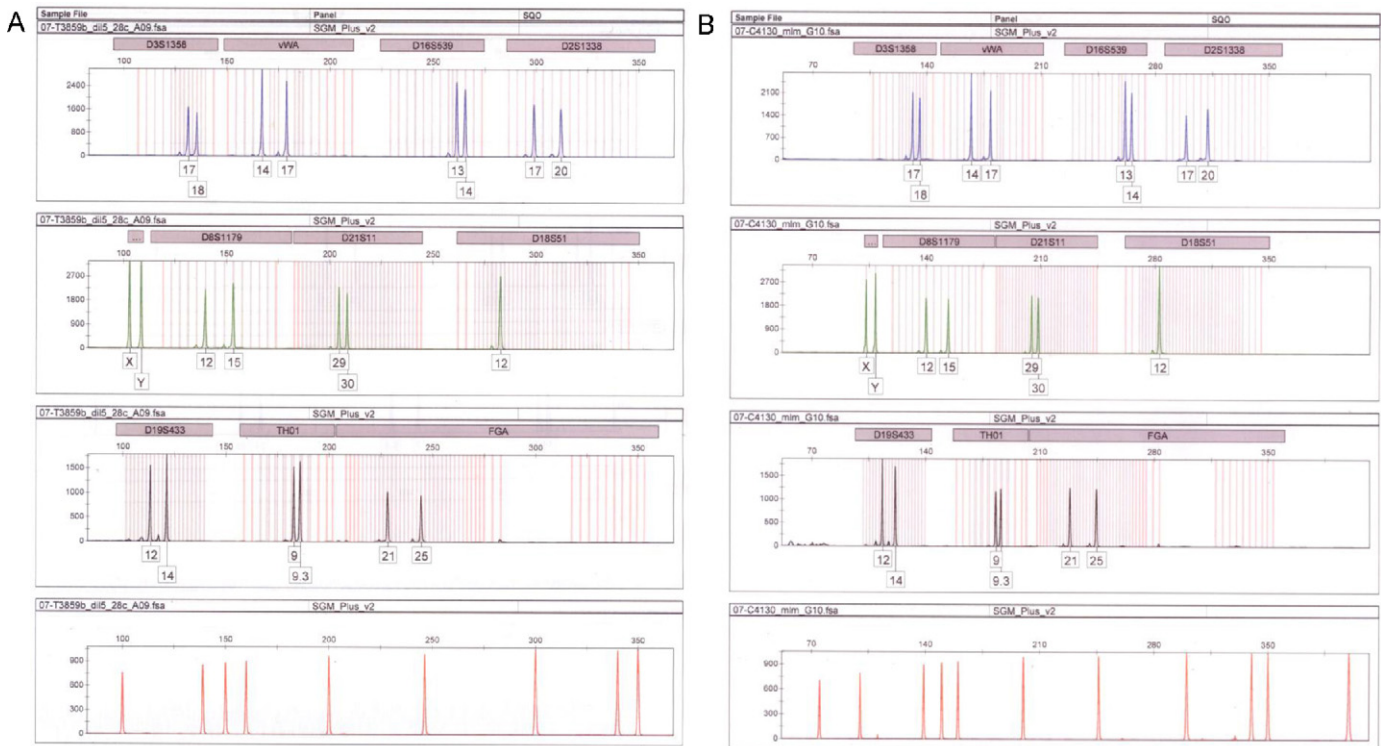 A
Sample File Panel SQO
07-T3859b_dil5_28c_A09.fsa SGM_Plus_v2
D3S1358 vWA D16S539 D2S1338
100 150 200 250 300 350
2400
1600
800
0
17 14 17 13 17 20
18 14
07-T3859b_dil5_28c_A09.fsa SGM_Plus_v2
... D8S1179 D21S11 D18S51
100 150 200 250 300 350
2700
1800
900
0
X 12 15 29 12
Y 30
07-T3859b_dil5_28c_A09.fsa SGM_Plus_v2
D19S433 TH01 FGA
100 150 200 250 300 350
1500
1000
500
0
12 9 21 25
14 9.3
07-T3859b_dil5_28c_A09.fsa SGM_Plus_v2
100 150 200 250 300 350
900
600
300
0
B
Sample File Panel SQO
07-C4130_mim_G10.fsa SGM_Plus_v2
D3S1358 vWA D16S539 D2S1338
70 140 210 280 350
2100
1400
700
0
17 14 17 13 17 20
18 14
07-C4130_mim_G10.fsa SGM_Plus_v2
... D8S1179 D21S11 D18S51
70 140 210 280 350
2700
1800
900
0
X 12 15 29 12
Y 30
07-C4130_mim_G10.fsa SGM_Plus_v2
D19S433 TH01 FGA
70 140 210 280 350
1500
1000
500
0
12 9 21 25
14 9.3
07-C4130_mim_G10.fsa SGM_Plus_v2
70 140 210 280 350
900
600
300
0